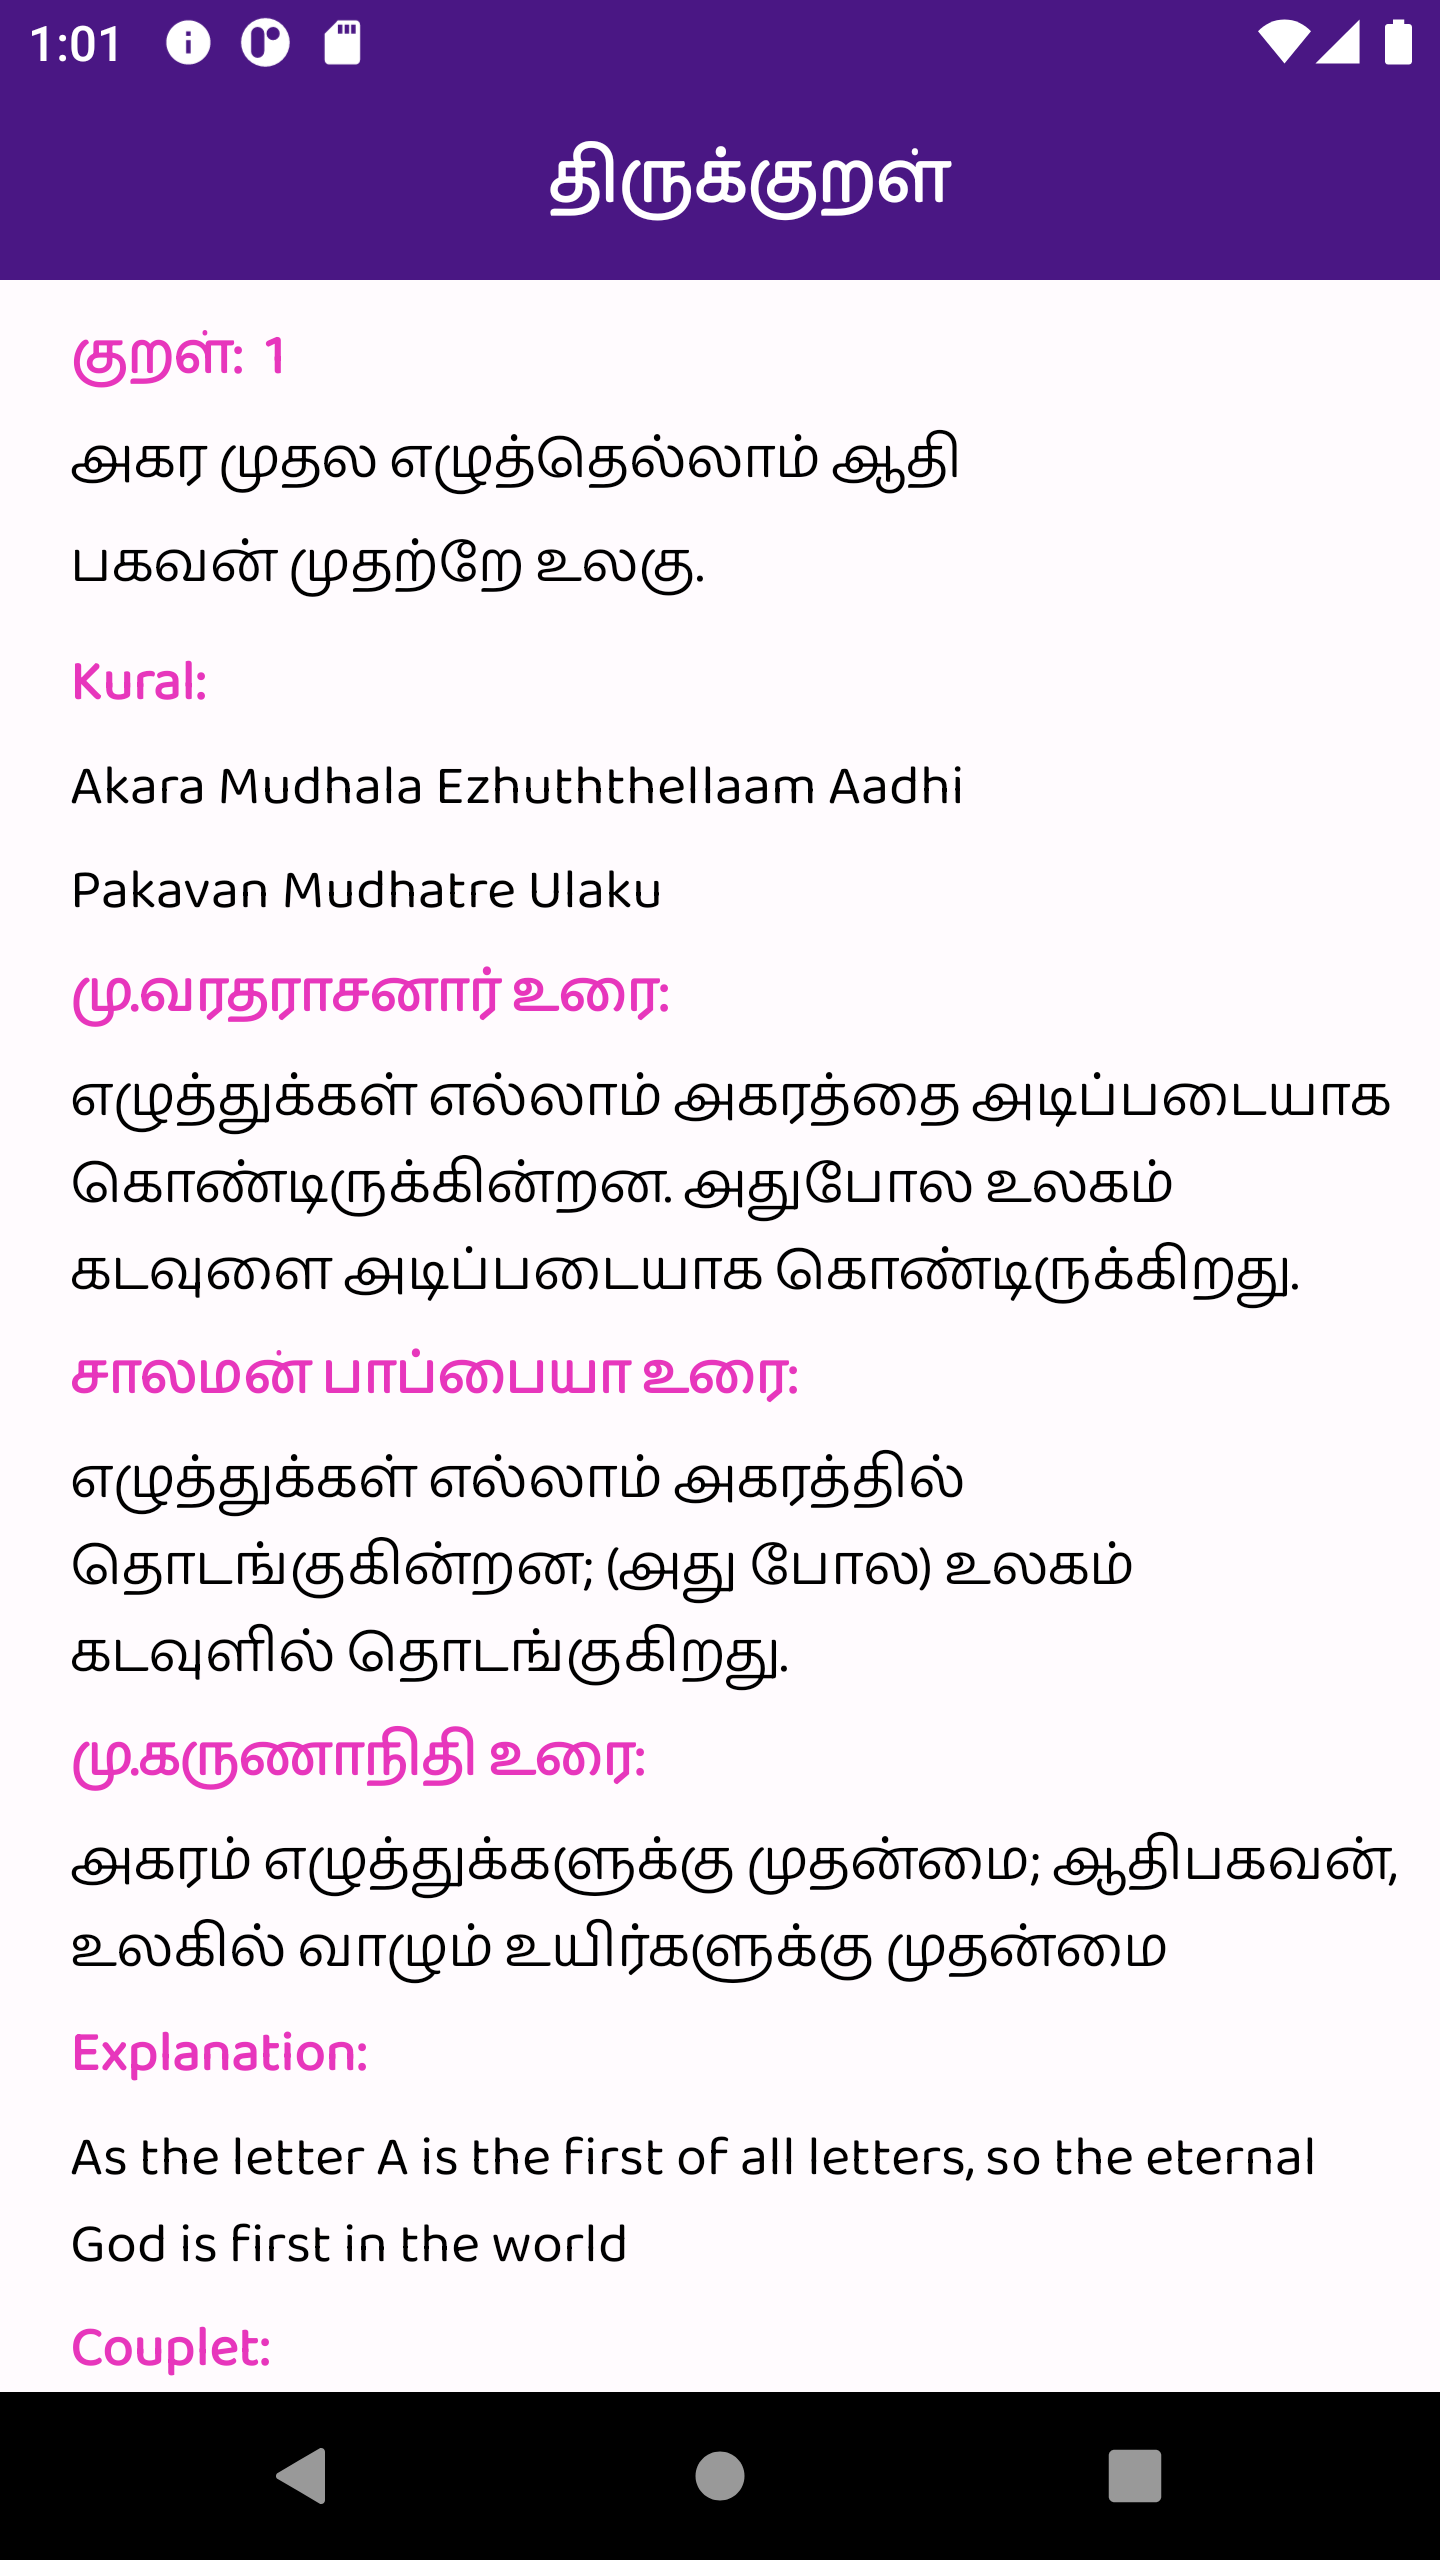 1:01
திருக்குறள்
குறள்: 1
அகர முதல எழுத்தெல்லாம் ஆதி
பகவன் முதற்றே உலகு.
Kural:
Akara Mudhala Ezhuththellaam Aadhi
Pakavan Mudhatre Ulaku
மு.வரதராசனார் உரை:
எழுத்துக்கள் எல்லாம் அகரத்தை அடிப்படையாக
கொண்டிருக்கின்றன. அதுபோல உலகம்
கடவுளை அடிப்படையாக கொண்டிருக்கிறது.
சாலமன் பாப்பையா உரை:
எழுத்துக்கள் எல்லாம் அகரத்தில்
தொடங்குகின்றன; (அது போல) உலகம்
கடவுளில் தொடங்குகிறது.
மு.கருணாநிதி உரை:
அகரம் எழுத்துக்களுக்கு முதன்மை; ஆதிபகவன்,
உலகில் வாழும் உயிர்களுக்கு முதன்மை
Explanation:
As the letter A is the first of all letters, so the eternal
God is first in the world
Couplet: